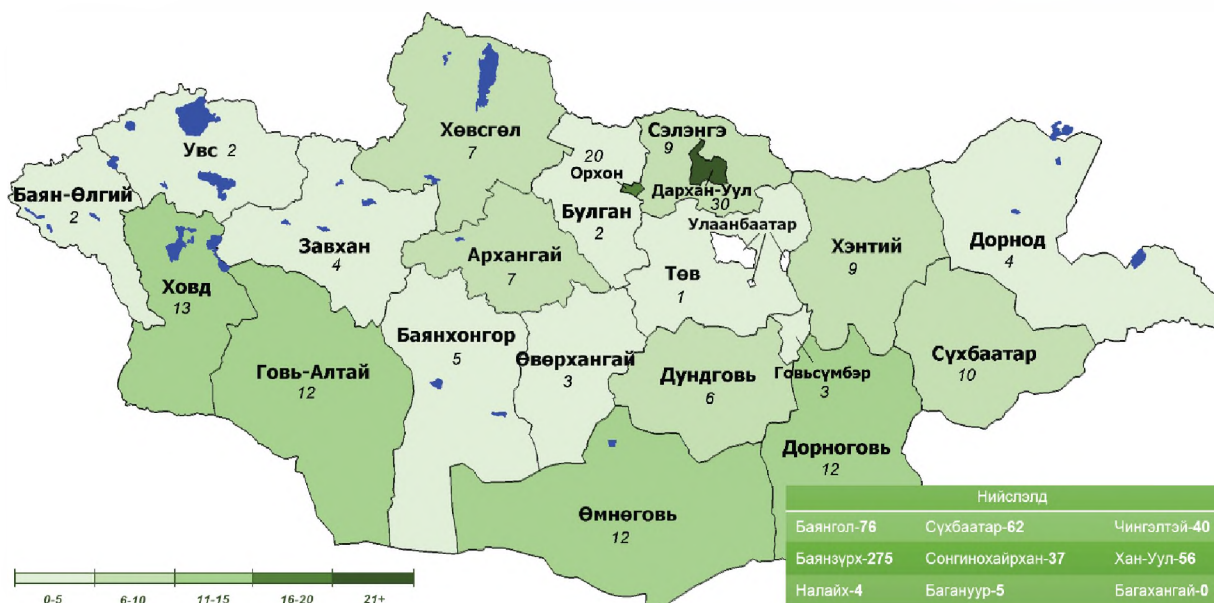 Хөвсгөл
7
Сэлэнгэ
9
20
Орхон
Увс 2
Дархан-Уул
30
Баян-Өлгий
2
Булган
2
Улаанбаатар
Завхан
4
Архангай
7
Хэнтий
9
Дорнод
4
Ховд
13
Төв
1
Баянхонгор
5
Өвөрхангай
3
Говь-Алтай
12
Дундговь
6
Говьсүмбэр
3
Сүхбаатар
10
Дорноговь
12
Өмнөговь
12
Нийслэлд
Баянгол-76 Сүхбаатар-62 Чингэлтэй-40
Баянзүрх-275 Сонгинохайрхан-37 Хан-Уул-56
Налайх-4 Багануур-5 Багахангай-0
0-5 6-10 11-15 16-20 21+